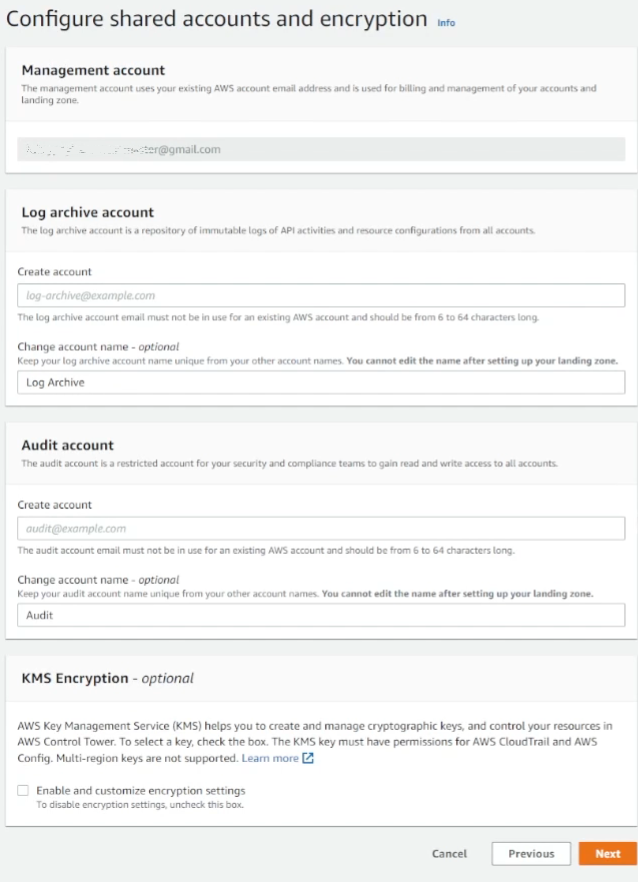 Configure shared accounts and encryption Info
Management account
The management account uses your existing AWS account email address and is used for billing and management of your accounts and
landing zone.
ter@gmail.com
Log archive account
The log archive account is a repository of immutable logs of API activities and resource configurations from all accounts.
Create account
log-archive@example.com
The log archive account email must not be in use for an existing AWS account and should be from 6 to 64 characters long.
Change account name - optional
Keep your log archive account name unique from your other account names. You cannot edit the name after setting up your landing zone.
Log Archive
Audit account
The audit account is a restricted account for your security and compliance teams to gain read and write access to all accounts.
Create account
audit@example.com
The audit account email must not be in use for an existing AWS account and should be from 6 to 64 characters long.
Change account name - optional
Keep your audit account name unique from your other account names. You cannot edit the name after setting up your landing zone.
Audit
KMS Encryption - optional
AWS Key Management Service (KMS) helps you to create and manage cryptographic keys, and control your resources in
AWS Control Tower. To select a key, check the box. The KMS key must have permissions for AWS CloudTrail and AWS
Config. Multi-region keys are not supported. Learn more
Enable and customize encryption settings
To disable encryption settings, uncheck this box.
Cancel Previous Next